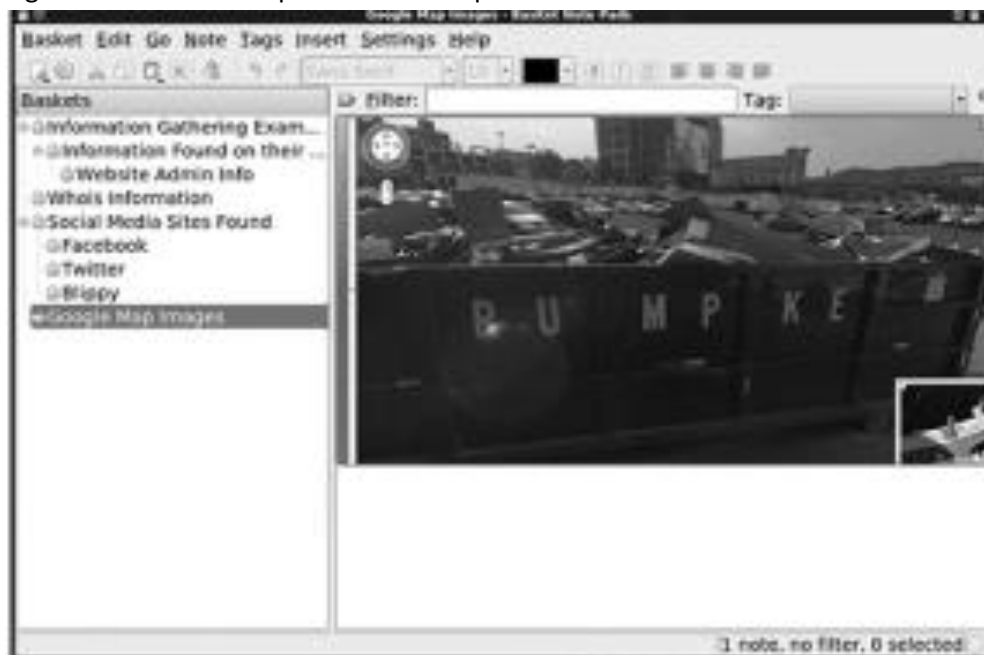 Google Map Images - Basket Note Pads
Basket Edit Go Note Tags Insert Settings Help
Baskets
Filter:
Tag:
Information Gathering Exam...
Information Found on their ...
Website Admin Info
Whois Information
Social Media Sites Found
Facebook
Twitter
Blippy
Google Map Images
1 note, no filter, 0 selected